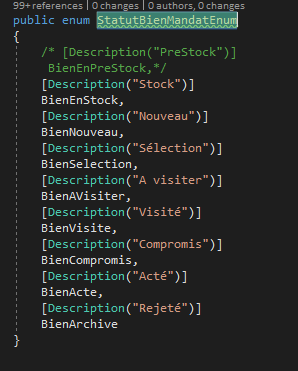 99+ references | 0 changes | 0 authors, 0 changes
public enum StatutBienMandatEnum
{
/* [Description("PreStock")]
BienEnPreStock,*/
[Description("Stock")]
BienEnStock,
[Description("Nouveau")]
BienNouveau,
[Description("Sélection")]
BienSelection,
[Description("A visiter")]
BienAVisiter,
[Description("Visité")]
BienVisite,
[Description("Compromis")]
BienCompromis,
[Description("Acté")]
BienActe,
[Description("Rejeté")]
BienArchive
}